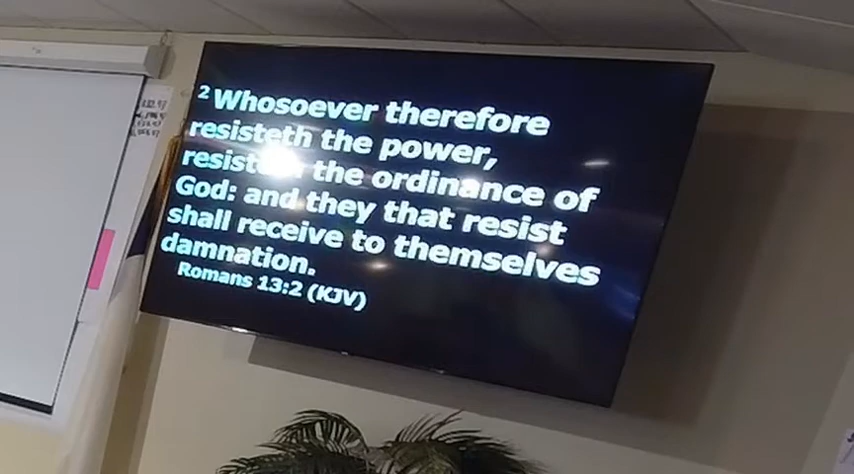 2 Whosoever therefore
resisteth the power,
resisteth the ordinance of
God: and they that resist
shall receive to themselves
damnation.
Romans 13:2 (KJV)